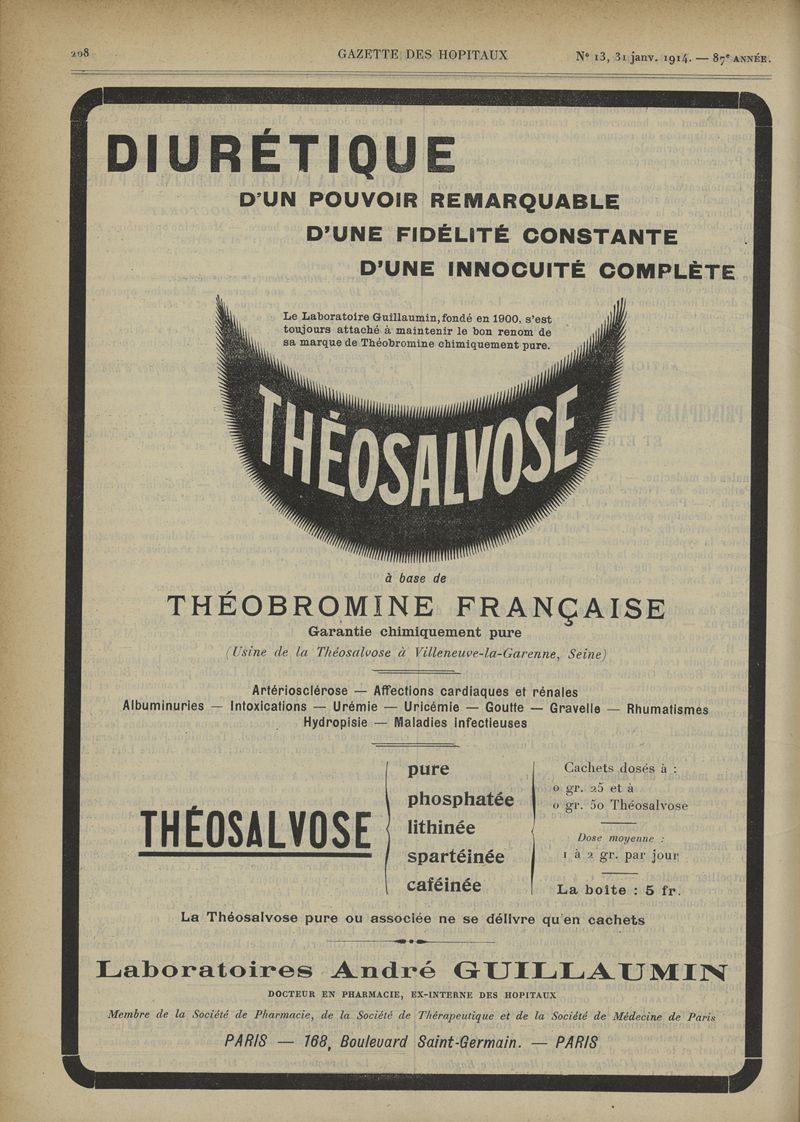 208
GAZETTE DES HOPITAUX
N° 13, 31 janv. 1914. — 87e ANNÉE.
DIURÉTIQUE
D'UN POUVOIR REMARQUABLE
D'UNE FIDÉLITÉ CONSTANTE
D'UNE INNOCUITÉ COMPLÈTE
Le Laboratoire Guillaumin, fondé en 1900, s'est
toujours attaché à maintenir le bon renom de
sa marque de Théobromine chimiquement pure.
THÉOSALVOSE
à base de
THÉOBROMINE FRANÇAISE
Garantie chimiquement pure
(Usine de la Théosalvose à Villeneuve-la-Garenne, Seine)
Artériosclérose — Affections cardiaques et rénales
Albuminuries — Intoxications — Urémie — Uricémie — Goutte — Gravelle — Rhumatismes
Hydropisie — Maladies infectieuses
THÉOSALVOSE
pure
phosphatée
lithinée
spartéinée
caféinée
Cachets dosés à :
0 gr. 25 et à
0 gr. 50 Théosalvose
Dose moyenne :
1 à 2 gr. par jour
La boîte : 5 fr.
La Théosalvose pure ou associée ne se délivre qu'en cachets
Laboratoires André GUILLAUMIN
DOCTEUR EN PHARMACIE, EX-INTERNE DES HOPITAUX
Membre de la Société de Pharmacie, de la Société de Thérapeutique et de la Société de Médecine de Paris
PARIS — 168, Boulevard Saint-Germain. — PARIS